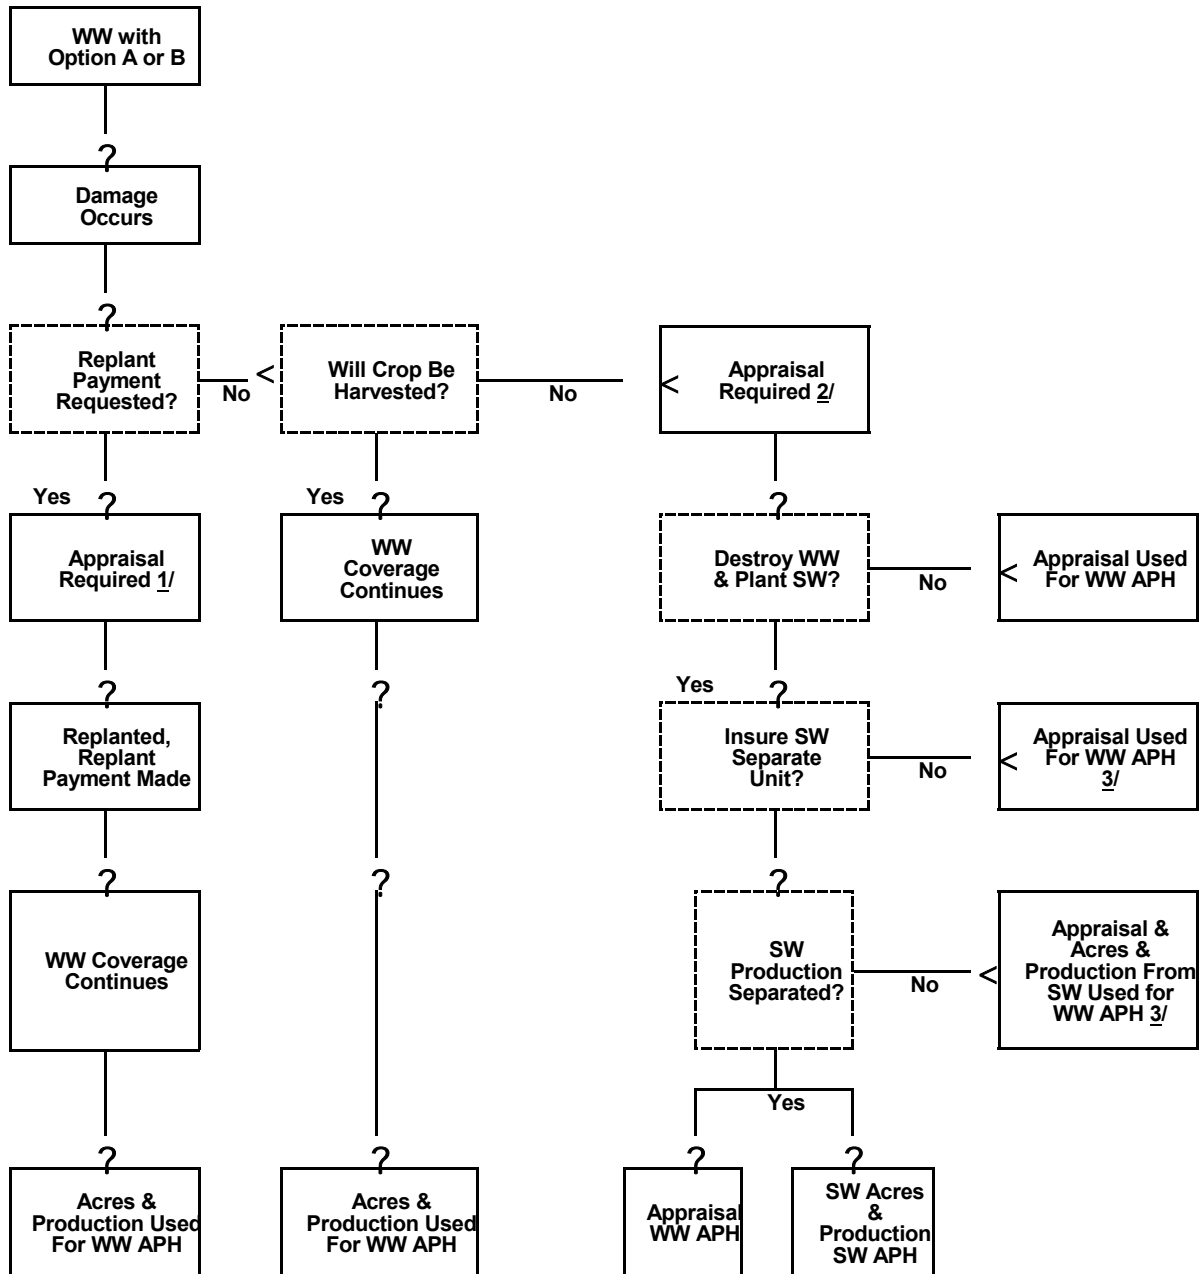 WW with
Option A or B
?
Damage
Occurs
?
Replant
Payment
Requested?
No
<
Will Crop Be
Harvested?
No
<
Appraisal
Required 2/
Yes
?
Appraisal
Required 1/
Yes
?
WW
Coverage
Continues
?
Destroy WW
& Plant SW?
No
<
Appraisal Used
For WW APH
?
Replanted,
Replant
Payment Made
?
Yes
?
Insure SW
Separate
Unit?
No
<
Appraisal Used
For WW APH
3/
?
WW Coverage
Continues
?
?
SW
Production
Separated?
No
<
Appraisal &
Acres &
Production From
SW Used for
WW APH 3/
Yes
?
Acres &
Production Used
For WW APH
?
Acres &
Production Used
For WW APH
?
Appraisal
WW APH
?
SW Acres
&
Production
SW APH